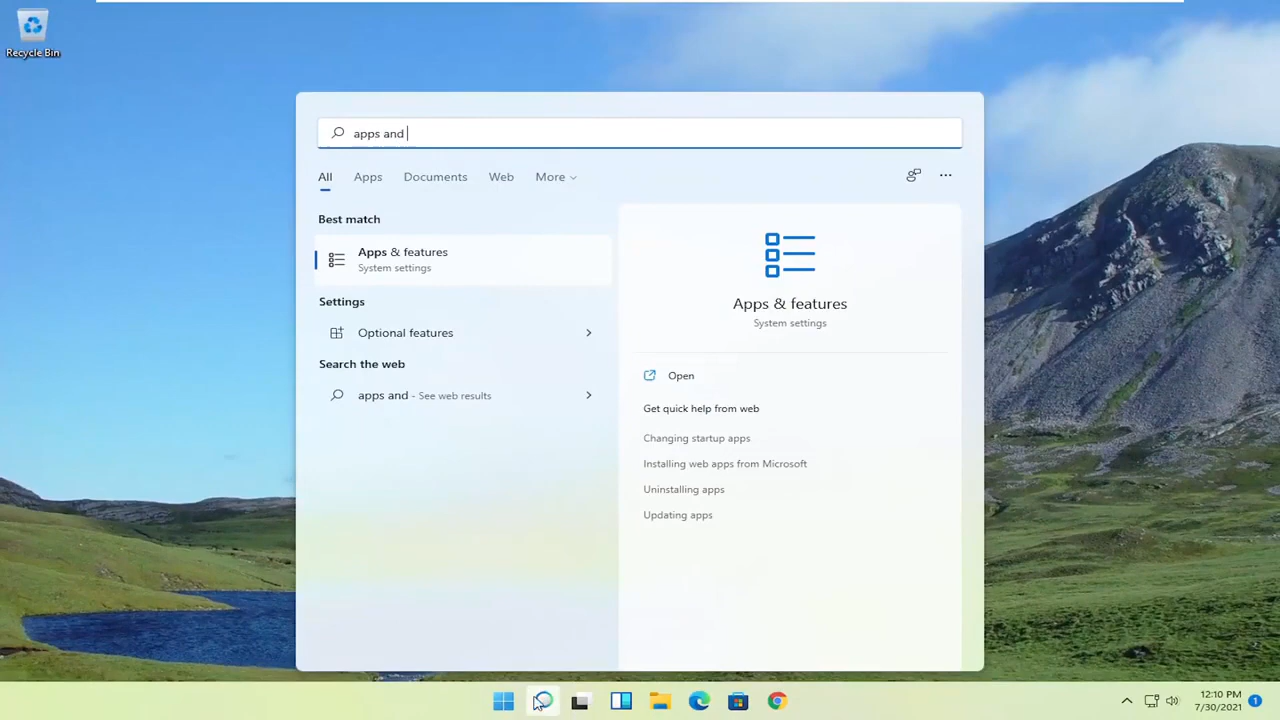 Recycle Bin
apps and
All Apps Documents Web More
Best match
Apps & features
System settings
Settings
Optional features
Search the web
apps and - See web results
Apps & features
System settings
Open
Get quick help from web
Changing startup apps
Installing web apps from Microsoft
Uninstalling apps
Updating apps
12:10 PM
7/30/2021
1